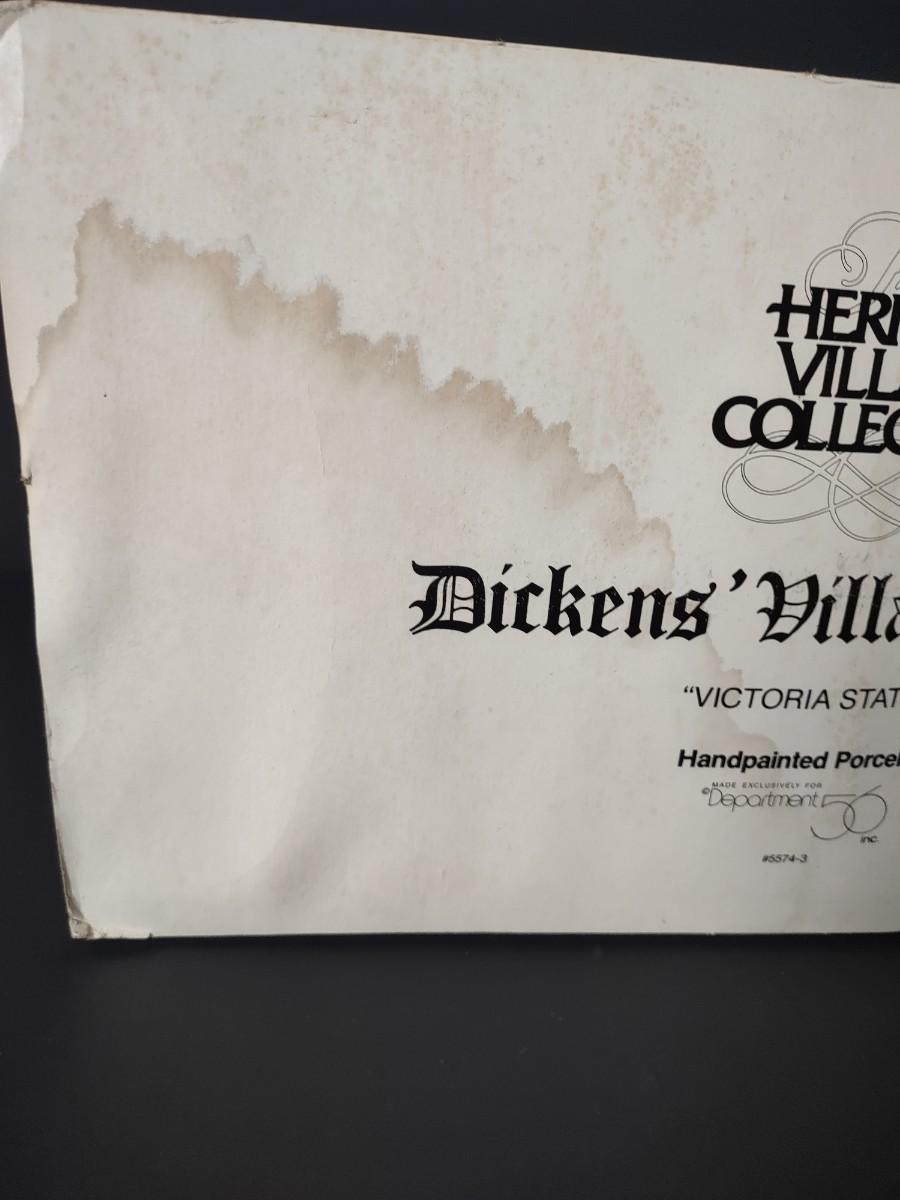 HERI
VILLA
COLLEC
Dickens' Villa
"VICTORIA STAT
Handpainted Porcel
MADE EXCLUSIVELY FOR
©Department 56
inc.
#5574-3